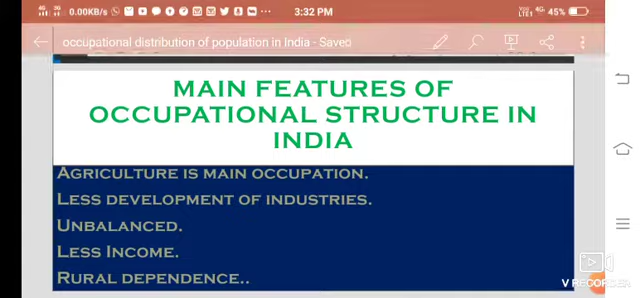 0.00KB/s 3:32 PM 45%
occupational distribution of population in India - Saved
MAIN FEATURES OF
OCCUPATIONAL STRUCTURE IN
INDIA
AGRICULTURE IS MAIN OCCUPATION.
LESS DEVELOPMENT OF INDUSTRIES.
UNBALANCED.
LESS INCOME.
RURAL DEPENDENCE..
V RECORDER